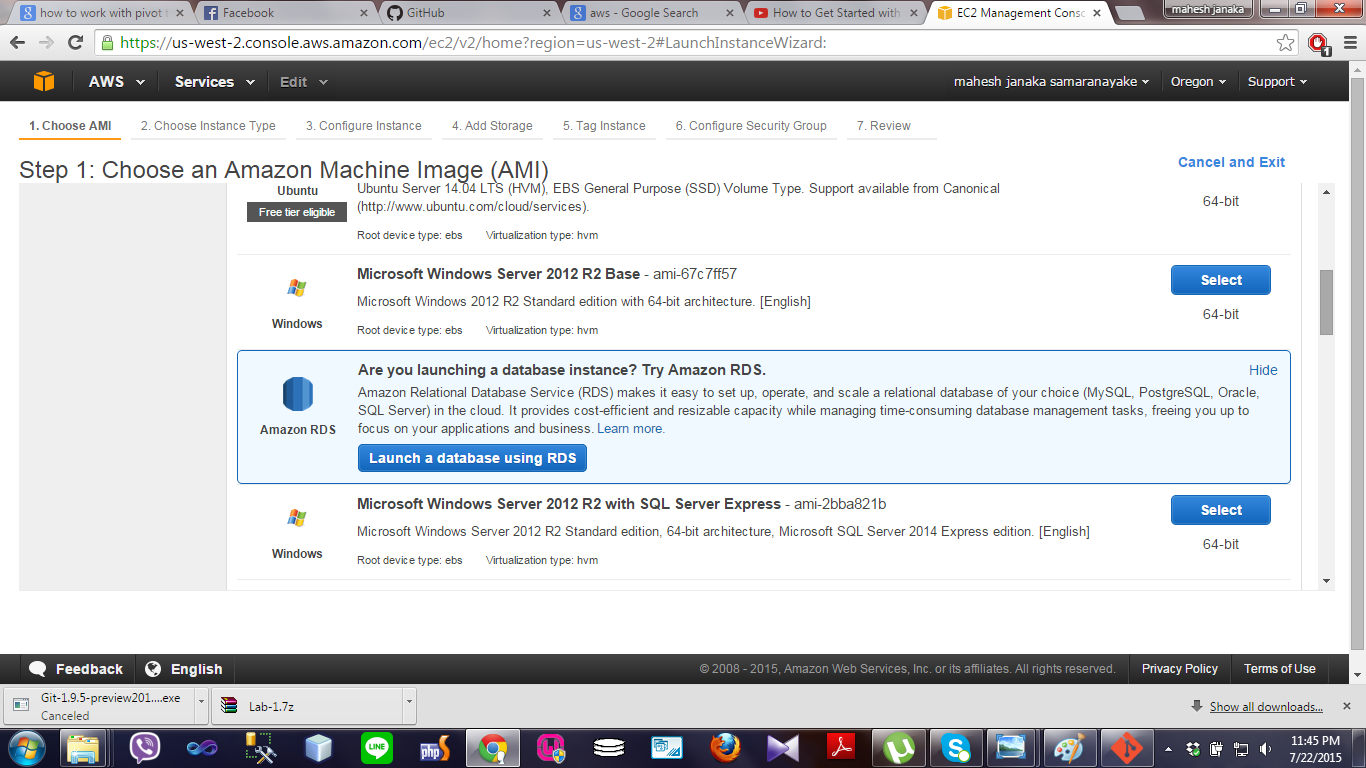 how to work with pivot t
Facebook
GitHub
aws - Google Search
How to Get Started with
EC2 Management Conso
mahesh janaka
https://us-west-2.console.aws.amazon.com/ec2/v2/home?region=us-west-2#LaunchInstanceWizard:
1
AWS
Services
Edit
mahesh janaka samaranayake
Oregon
Support
1. Choose AMI
2. Choose Instance Type
3. Configure Instance
4. Add Storage
5. Tag Instance
6. Configure Security Group
7. Review
Step 1: Choose an Amazon Machine Image (AMI)
Cancel and Exit
Ubuntu
Free tier eligible
Ubuntu Server 14.04 LTS (HVM), EBS General Purpose (SSD) Volume Type. Support available from Canonical
(http://www.ubuntu.com/cloud/services).
Root device type: ebs Virtualization type: hvm
64-bit
Windows
Microsoft Windows Server 2012 R2 Base - ami-67c7ff57
Microsoft Windows 2012 R2 Standard edition with 64-bit architecture. [English]
Root device type: ebs Virtualization type: hvm
Select
64-bit
Amazon RDS
Are you launching a database instance? Try Amazon RDS.
Hide
Amazon Relational Database Service (RDS) makes it easy to set up, operate, and scale a relational database of your choice (MySQL, PostgreSQL, Oracle,
SQL Server) in the cloud. It provides cost-efficient and resizable capacity while managing time-consuming database management tasks, freeing you up to
focus on your applications and business. Learn more.
Launch a database using RDS
Windows
Microsoft Windows Server 2012 R2 with SQL Server Express - ami-2bba821b
Microsoft Windows Server 2012 R2 Standard edition, 64-bit architecture, Microsoft SQL Server 2014 Express edition. [English]
Root device type: ebs Virtualization type: hvm
Select
64-bit
Feedback
English
© 2008 - 2015, Amazon Web Services, Inc. or its affiliates. All rights reserved.
Privacy Policy
Terms of Use
Git-1.9.5-preview201....exe
Canceled
Lab-1.7z
Show all downloads...
LINE
php
11:45 PM
7/22/2015